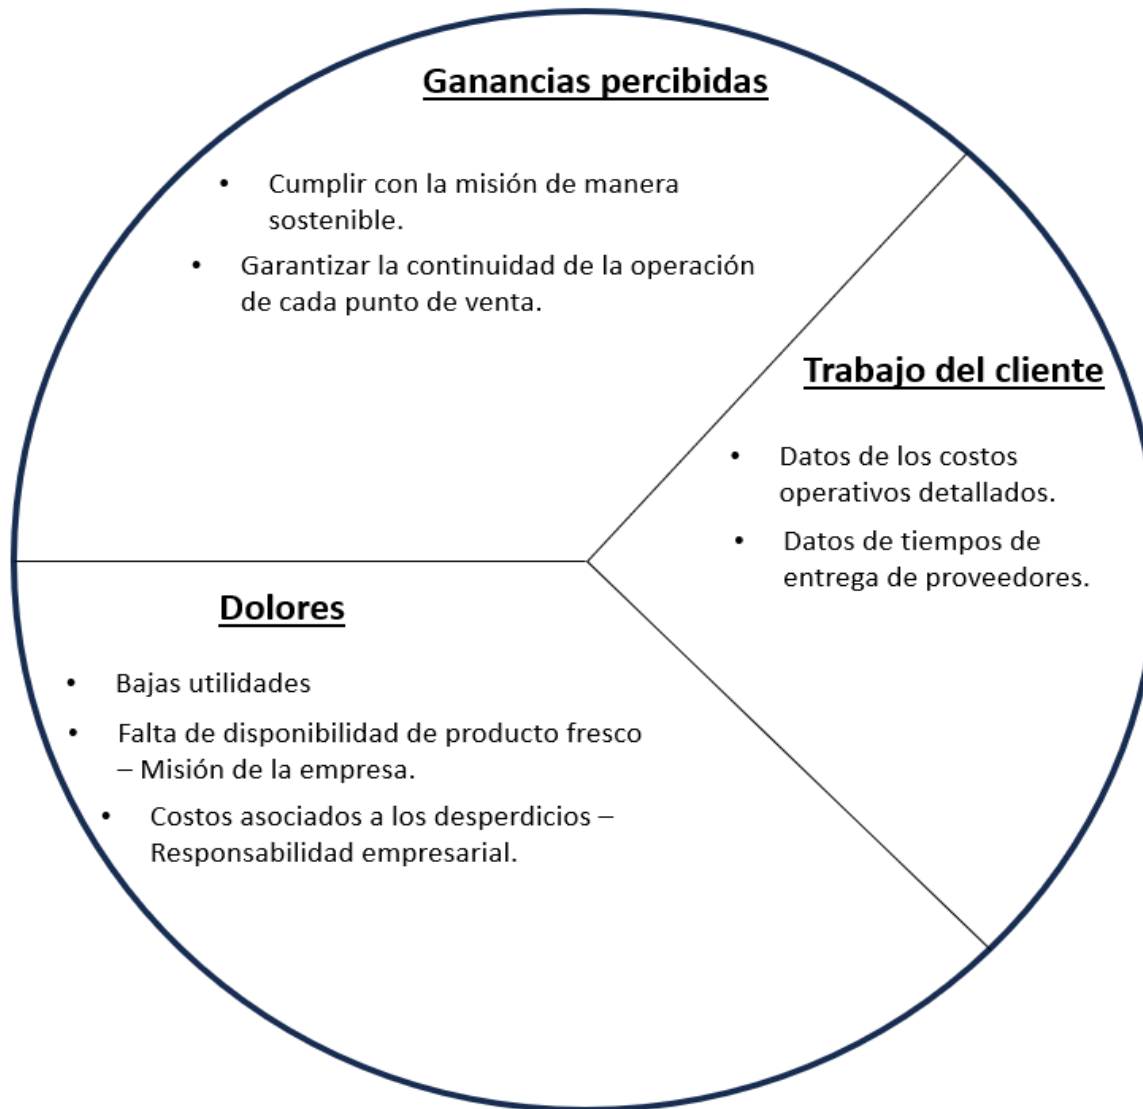 Ganancias percibidas
• Cumplir con la misión de manera
sostenible.
• Garantizar la continuidad de la operación
de cada punto de venta.
Trabajo del cliente
• Datos de los costos
operativos detallados.
• Datos de tiempos de
entrega de proveedores.
Dolores
• Bajas utilidades
• Falta de disponibilidad de producto fresco
– Misión de la empresa.
• Costos asociados a los desperdicios –
Responsabilidad empresarial.